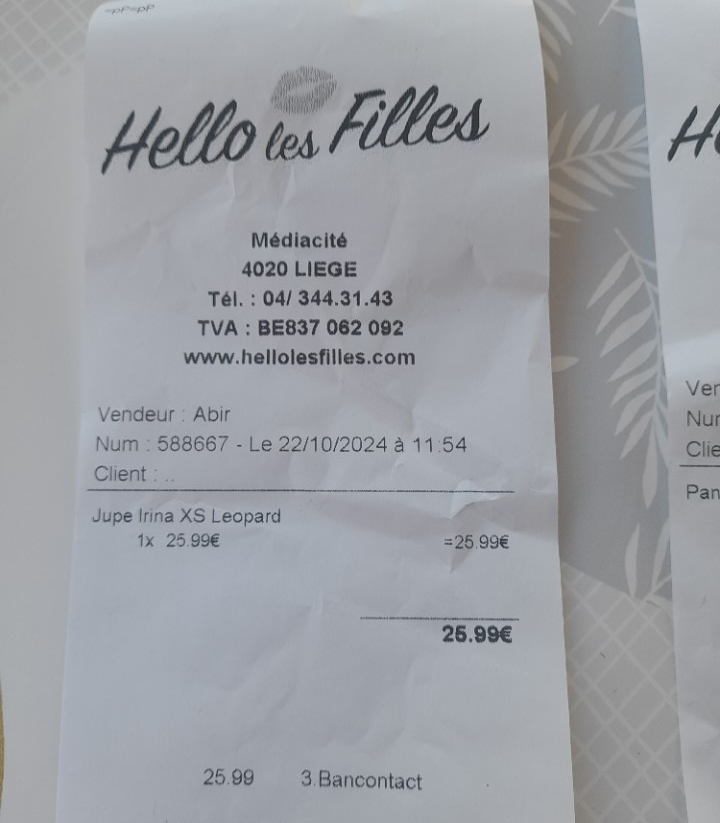 Hello les Filles
Médiacité
4020 LIEGE
Tél. : 04/ 344.31.43
TVA : BE837 062 092
www.hellolesfilles.com
Vendeur : Abir
Num : 588667 - Le 22/10/2024 à 11:54
Client : ..
Jupe Irina XS Leopard
1x 25.99€ =25.99€
25.99€
25.99 3.Bancontact